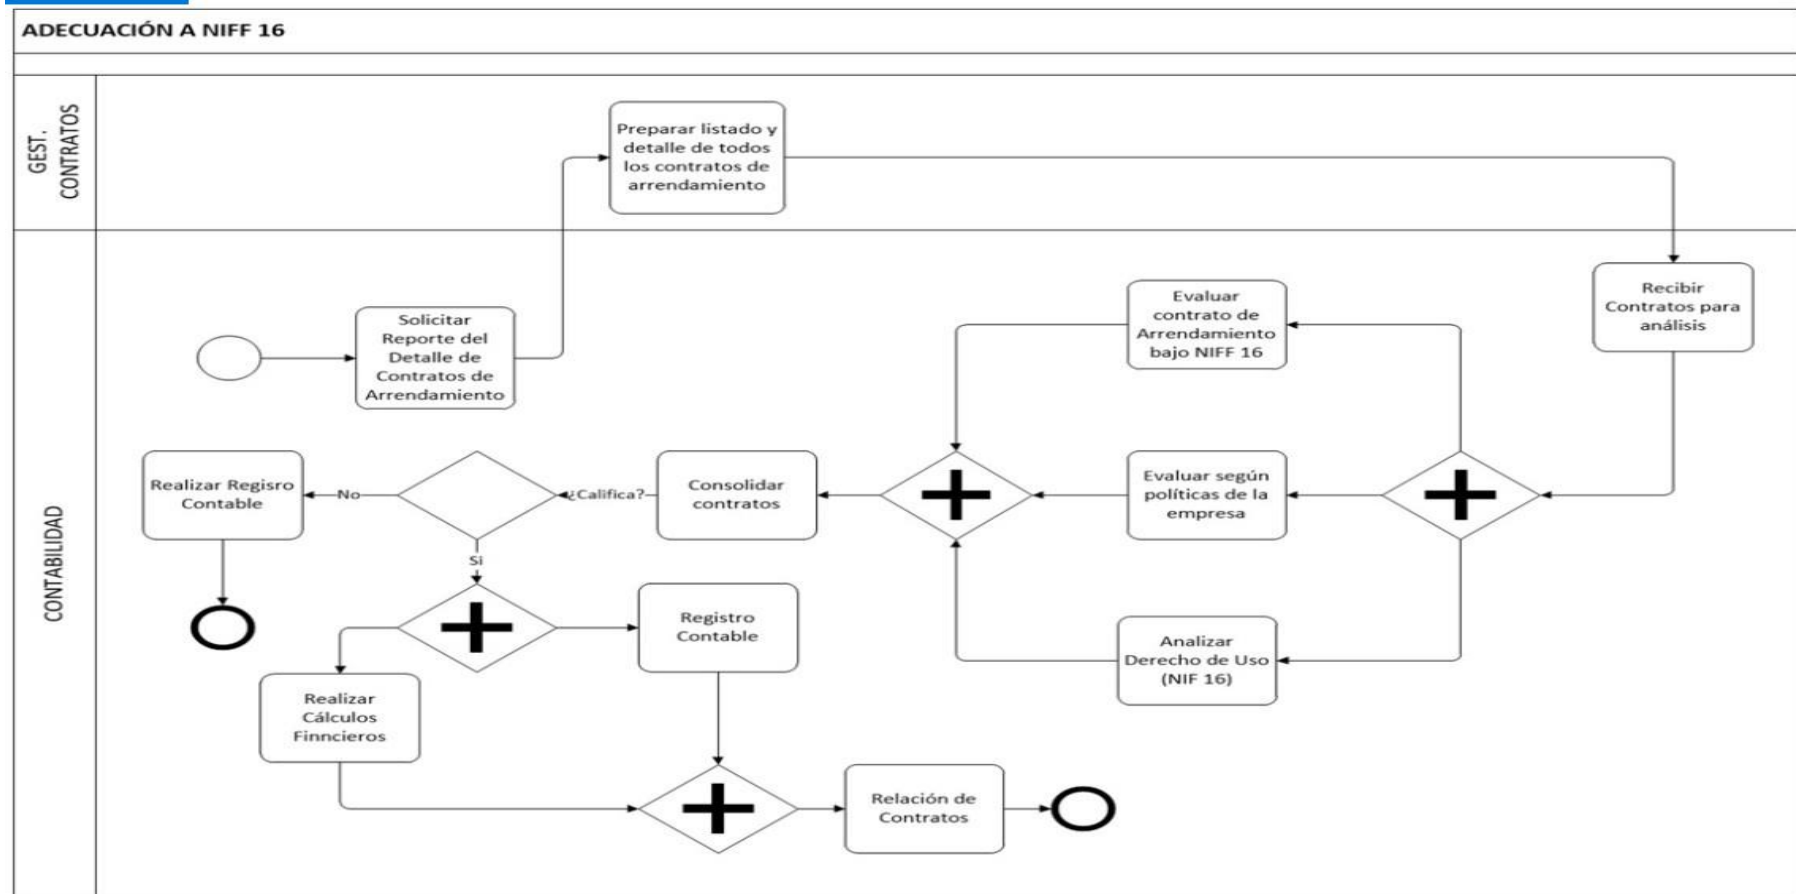 ADECUACIÓN A NIFF 16
GEST.
CONTRATOS
Preparar listado y
detalle de todos
los contratos de
arrendamiento
CONTABILIDAD
Solicitar
Reporte del
Detalle de
Contratos de
Arrendamiento
Recibir
Contratos para
análisis
Evaluar
contrato de
Arrendamiento
bajo NIFF 16
Evaluar según
políticas de la
empresa
Analizar
Derecho de Uso
(NIF 16)
Consolidar
contratos
¿Califica?
No
Realizar Regisro
Contable
Si
Registro
Contable
Realizar
Cálculos
Finncieros
Relación de
Contratos